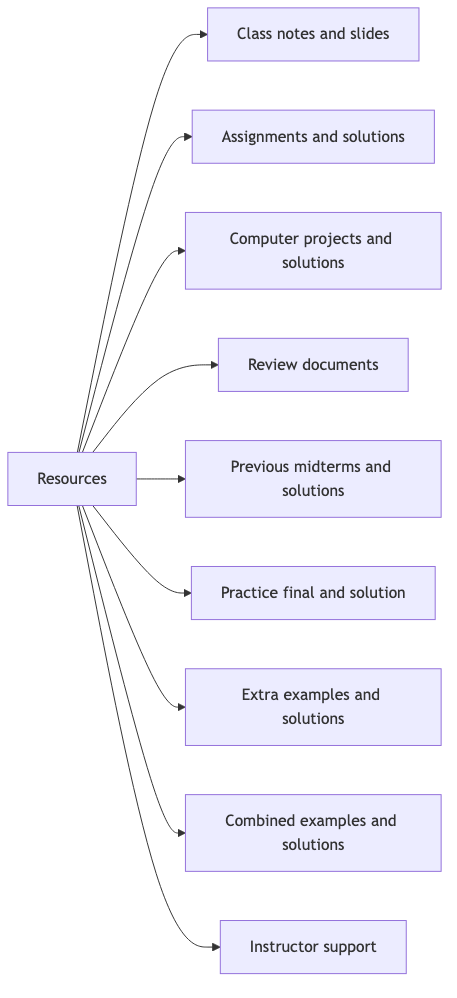 Class notes and slides
Assignments and solutions
Computer projects and
solutions
Review documents
Resources
Previous midterms and
solutions
Practice final and solution
Extra examples and
solutions
Combined examples and
solutions
Instructor support